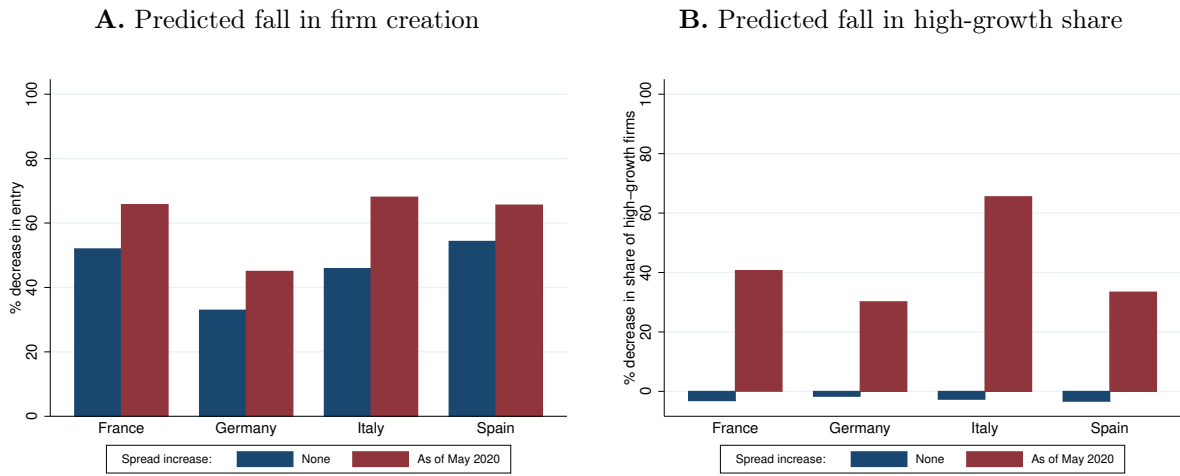 A. Predicted fall in firm creation
% decrease in entry
100
80
60
40
20
0
France Germany Italy Spain
Spread increase: None As of May 2020
B. Predicted fall in high-growth share
% decrease in share of high−growth firms
100
80
60
40
20
0
France Germany Italy Spain
Spread increase: None As of May 2020